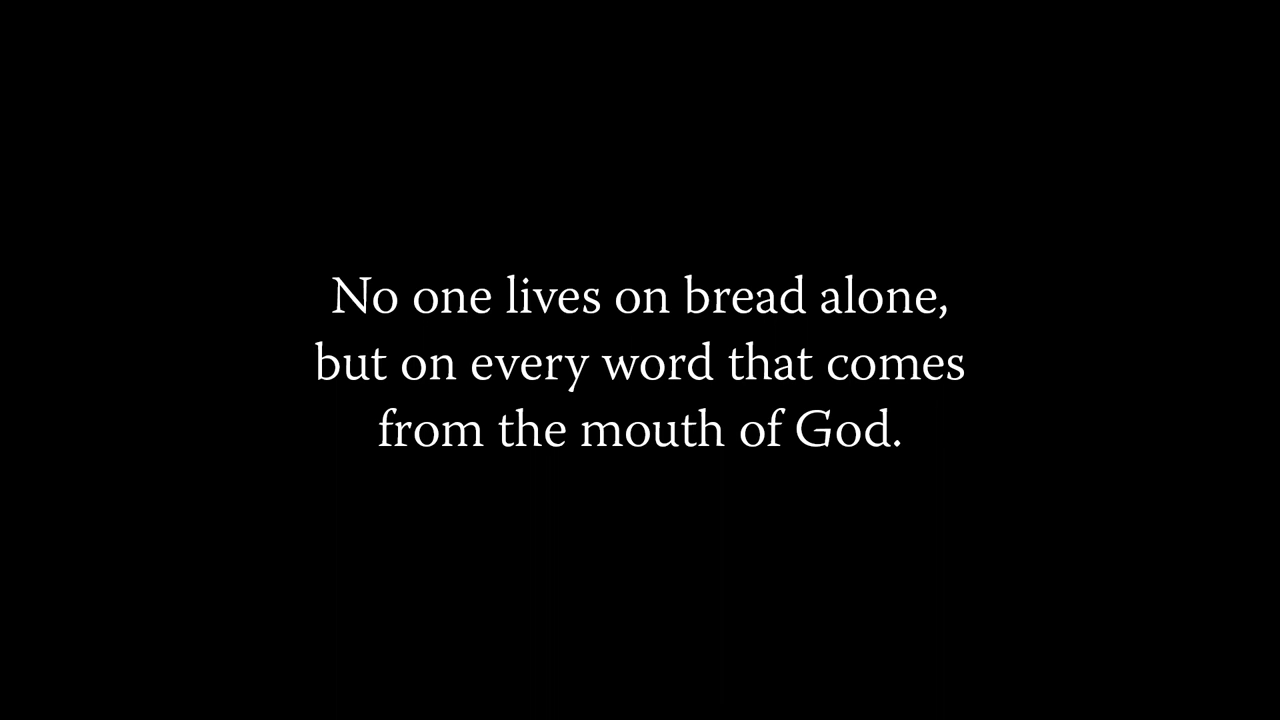 No one lives on bread alone,
but on every word that comes
from the mouth of God.